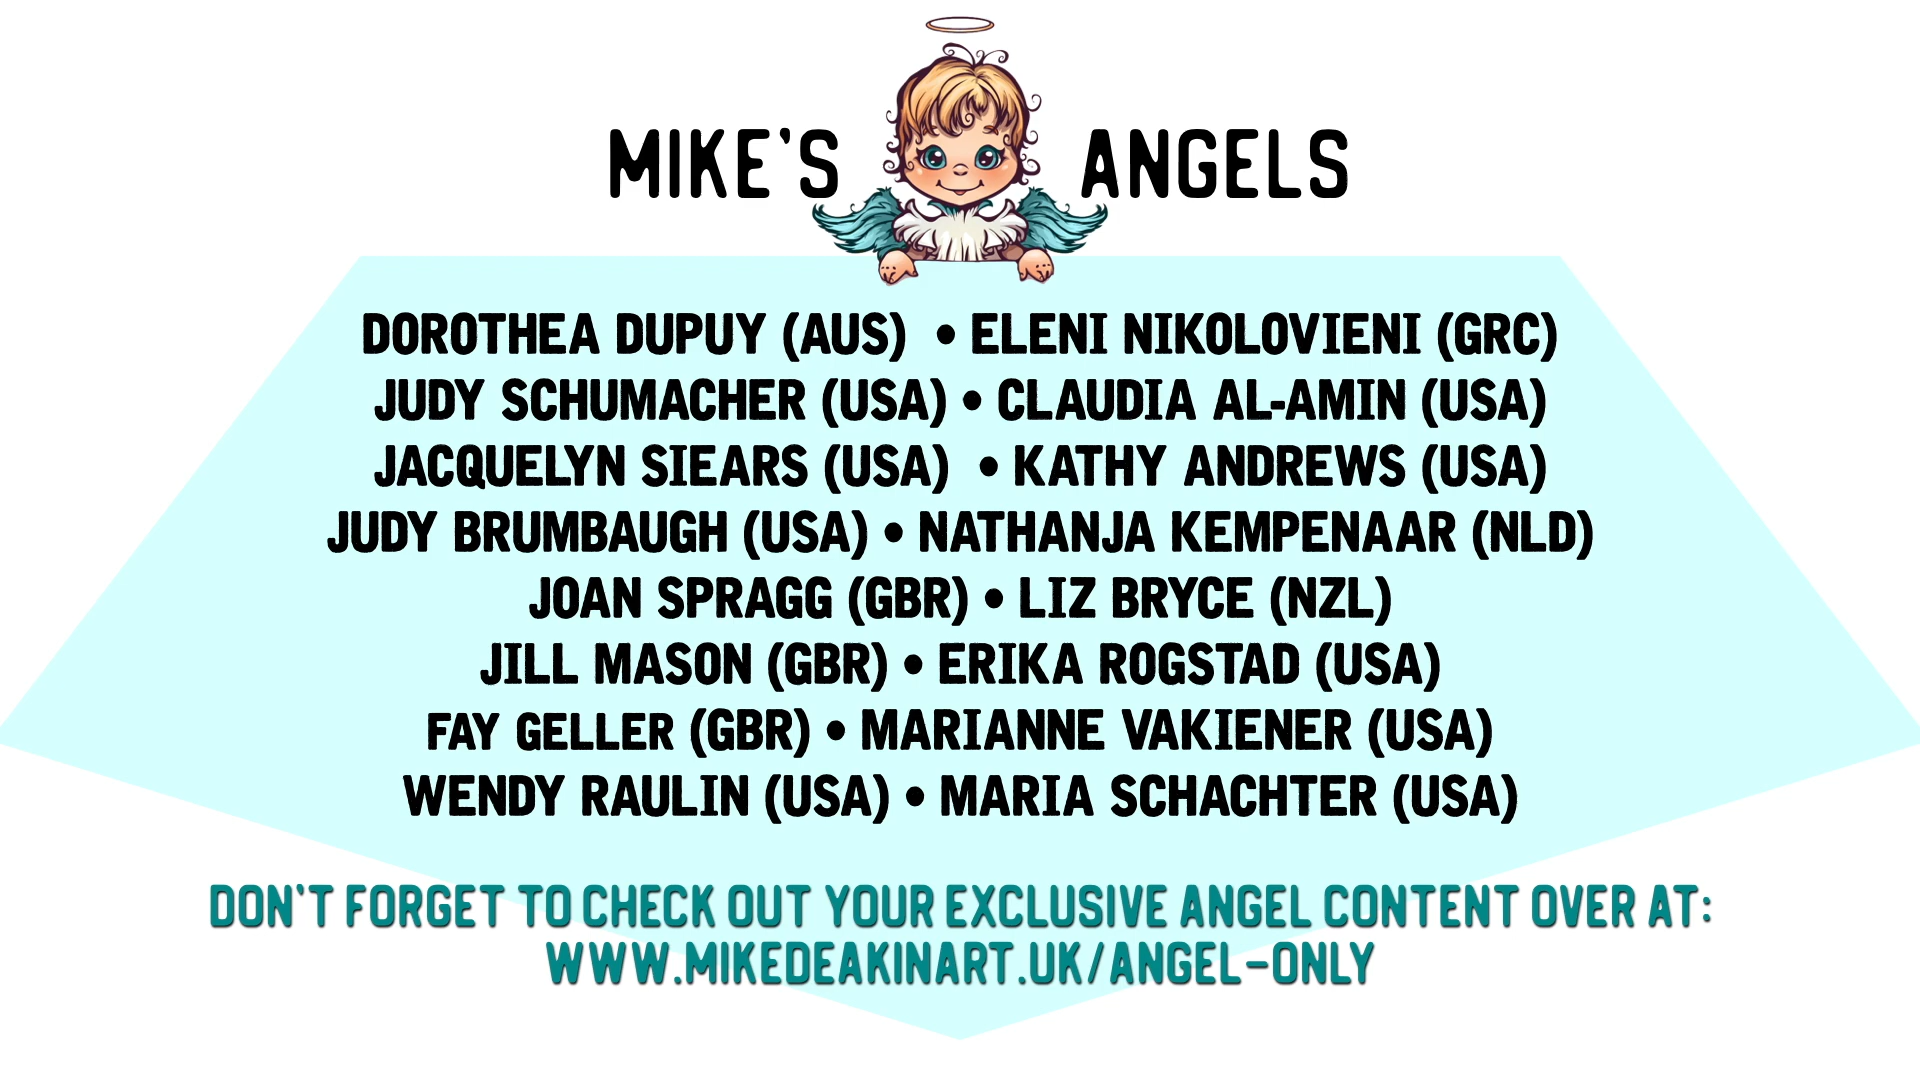 MIKE'S ANGELS
DOROTHEA DUPUY (AUS) • ELENI NIKOLOVIENI (GRC)
JUDY SCHUMACHER (USA) • CLAUDIA AL-AMIN (USA)
JACQUELYN SIEARS (USA) • KATHY ANDREWS (USA)
JUDY BRUMBAUGH (USA) • NATHANJA KEMPENAAR (NLD)
JOAN SPRAGG (GBR) • LIZ BRYCE (NZL)
JILL MASON (GBR) • ERIKA ROGSTAD (USA)
FAY GELLER (GBR) • MARIANNE VAKIENER (USA)
WENDY RAULIN (USA) • MARIA SCHACHTER (USA)
DON'T FORGET TO CHECK OUT YOUR EXCLUSIVE ANGEL CONTENT OVER AT:
WWW.MIKEDEAKINART.UK/ANGEL-ONLY